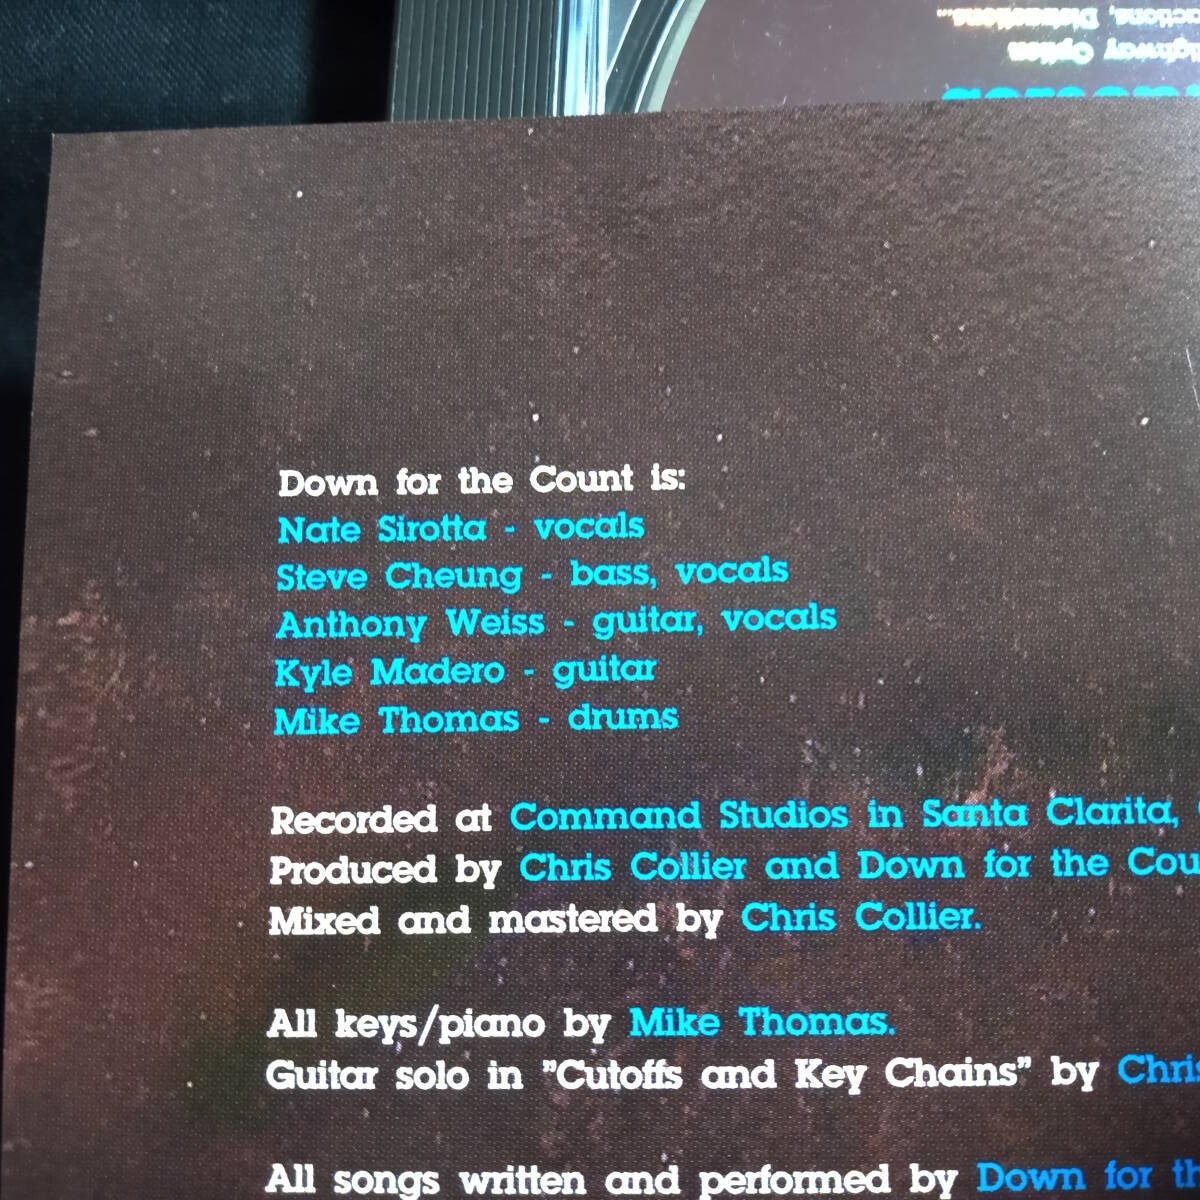 Down for the Count is:
Nate Sirotta - vocals
Steve Cheung - bass, vocals
Anthony Weiss - guitar, vocals
Kyle Madero - guitar
Mike Thomas - drums
Recorded at Command Studios in Santa Clarita,
Produced by Chris Collier and Down for the Cou
Mixed and mastered by Chris Collier.
All keys/piano by Mike Thomas.
Guitar solo in "Cutoffs and Key Chains" by Chris
All songs written and performed by Down for th